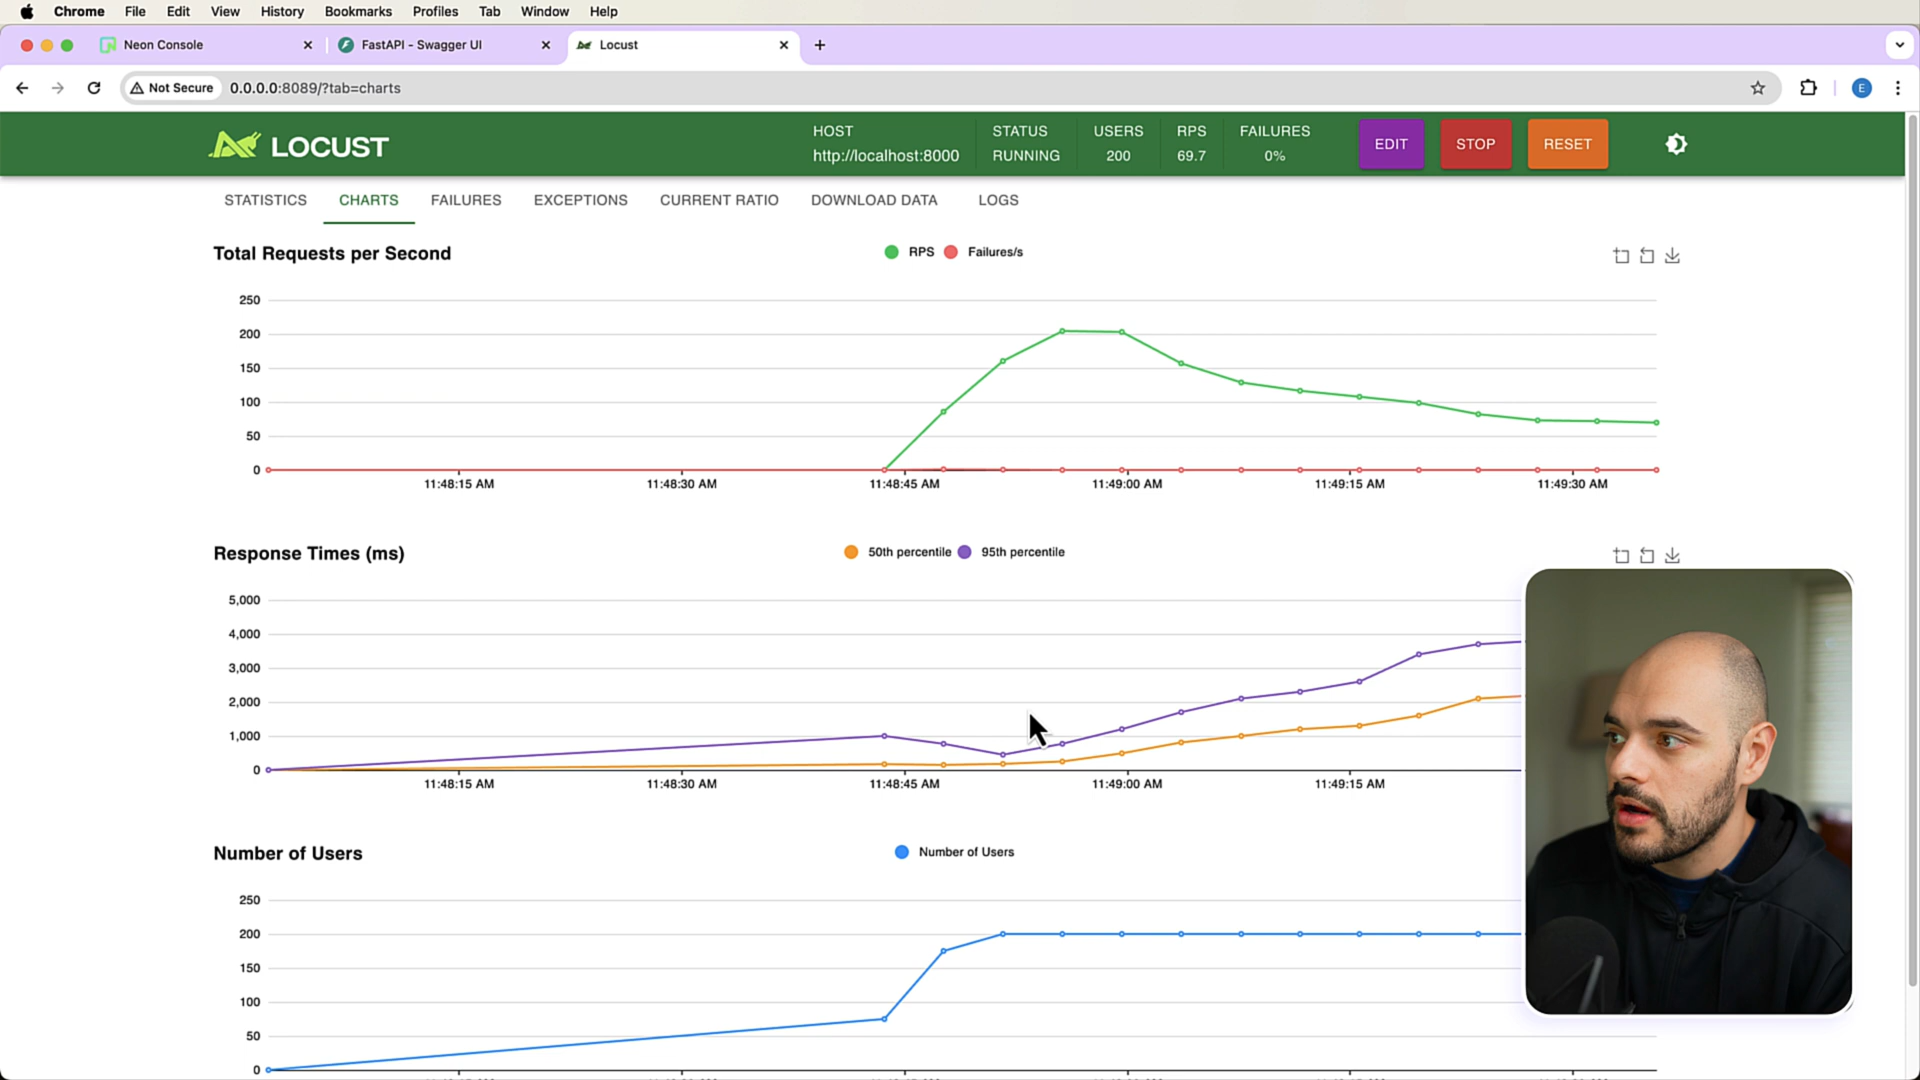 Chrome File Edit View History Bookmarks Profiles Tab Window Help
Neon Console
FastAPI - Swagger UI
Locust
Not Secure 0.0.0.0:8089/?tab=charts
E
LOCUST
HOST
http://localhost:8000
STATUS
RUNNING
USERS
200
RPS
69.7
FAILURES
0%
EDIT
STOP
RESET
STATISTICS CHARTS FAILURES EXCEPTIONS CURRENT RATIO DOWNLOAD DATA LOGS
Total Requests per Second
RPS Failures/s
250
200
150
100
50
0
11:48:15 AM 11:48:30 AM 11:48:45 AM 11:49:00 AM 11:49:15 AM 11:49:30 AM
Response Times (ms)
50th percentile 95th percentile
5,000
4,000
3,000
2,000
1,000
0
11:48:15 AM 11:48:30 AM 11:48:45 AM 11:49:00 AM 11:49:15 AM
Number of Users
Number of Users
250
200
150
100
50
0